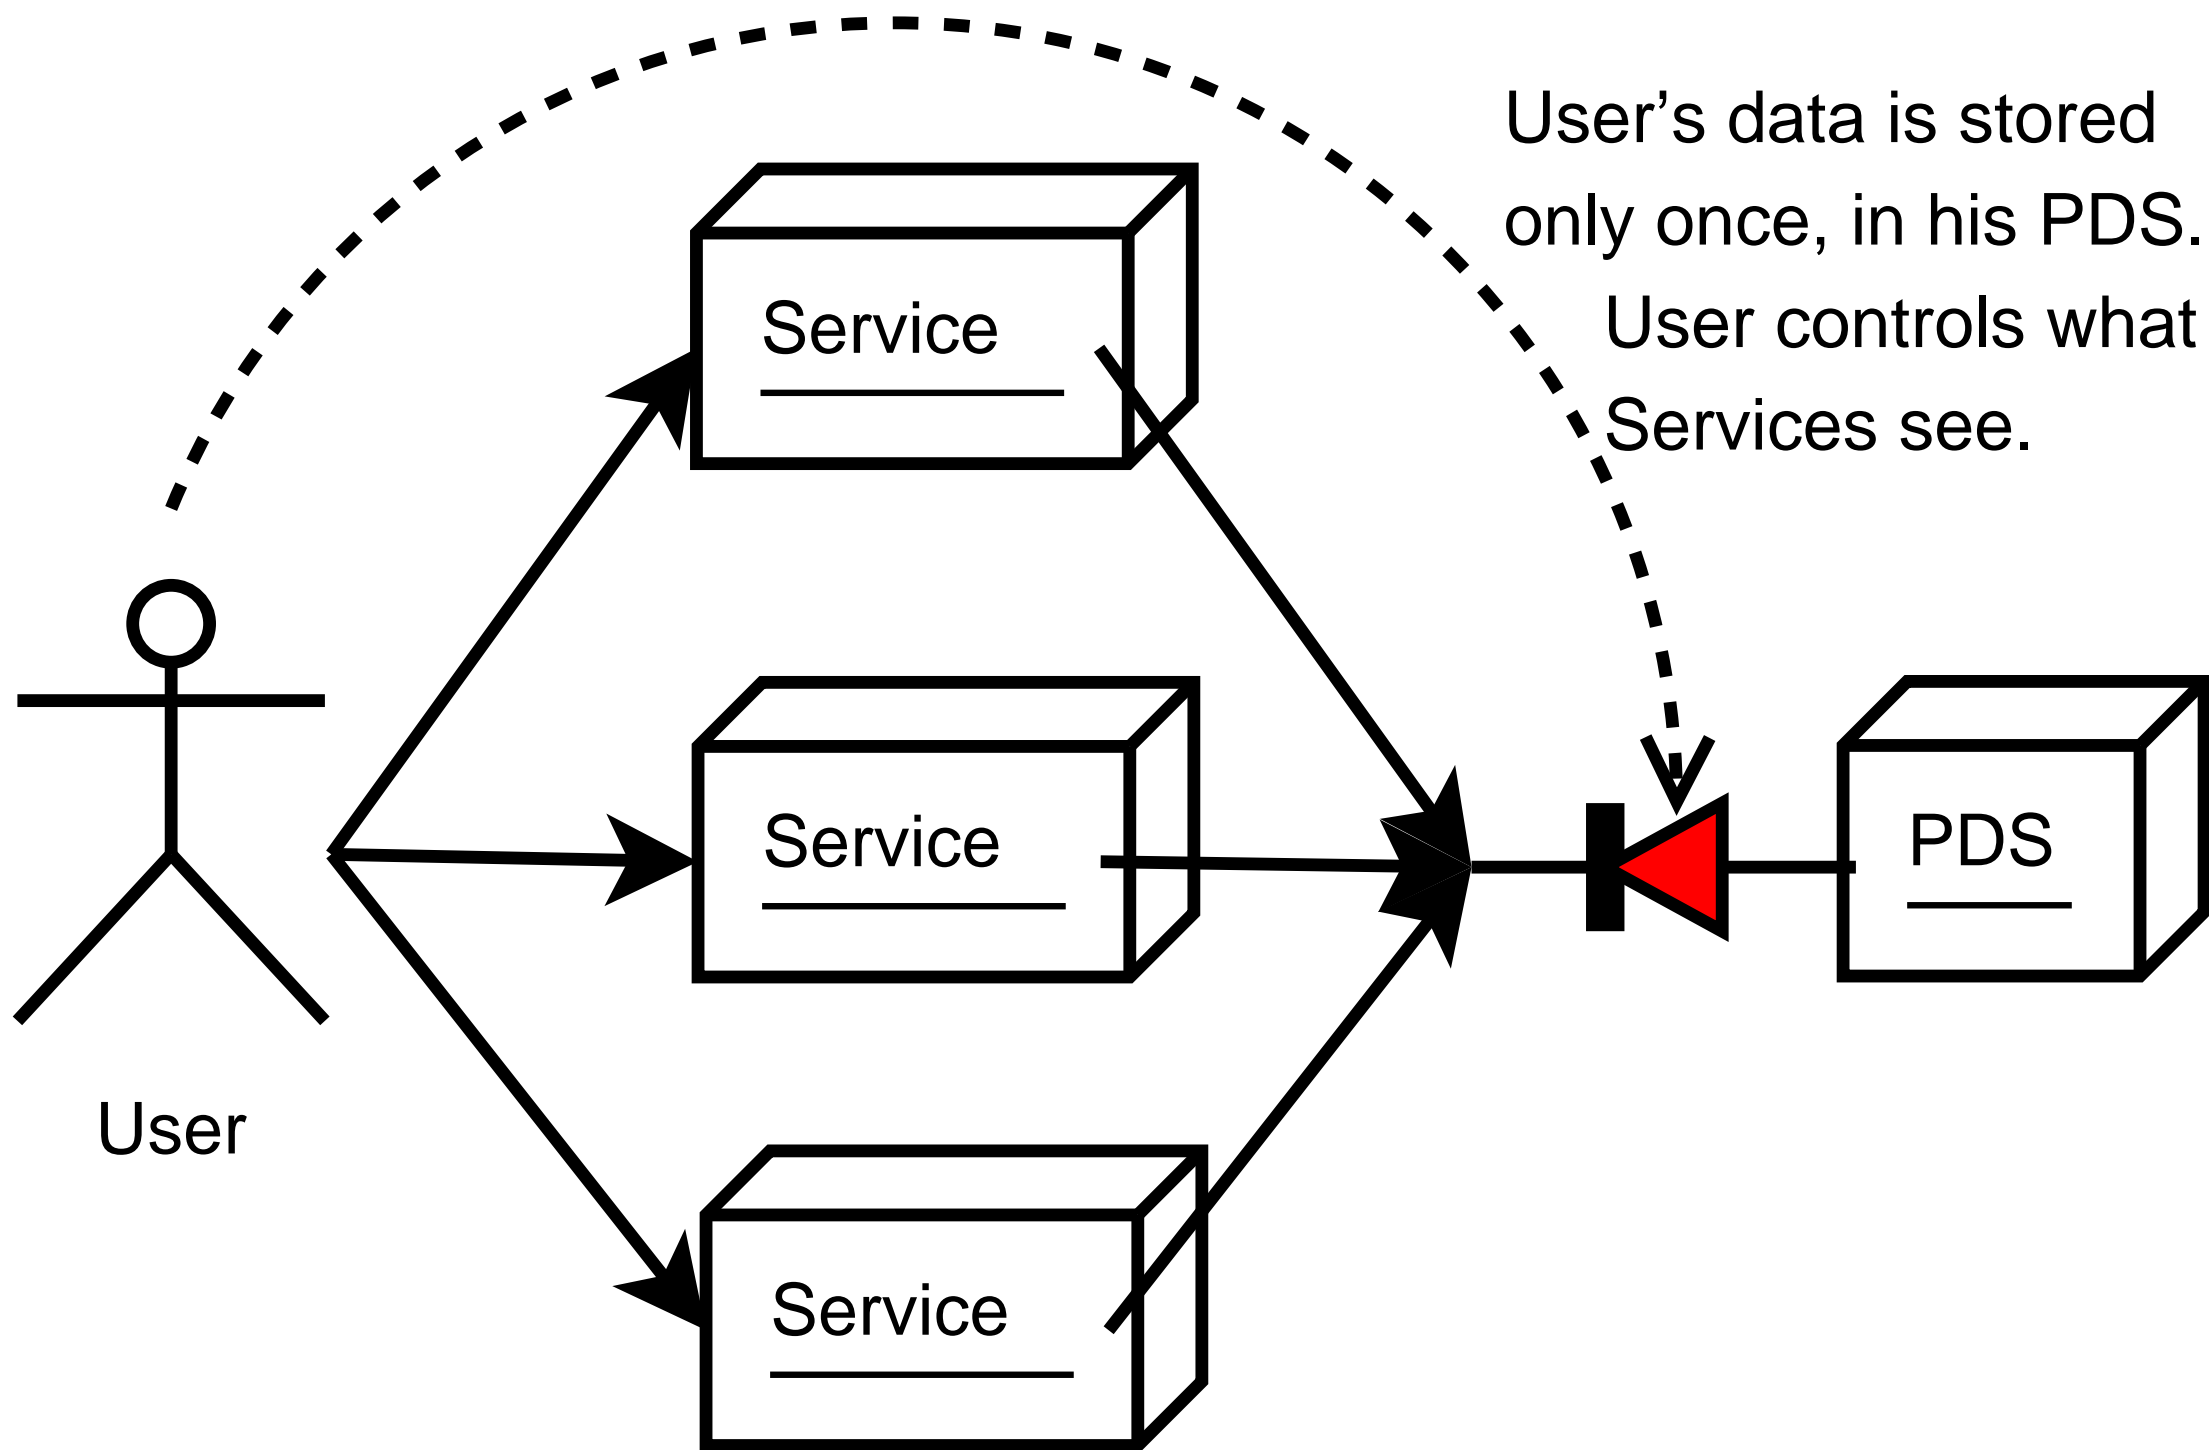 User’s data is stored
only once, in his PDS.
User controls what
Services see.
Service
Service
PDS
User
Service